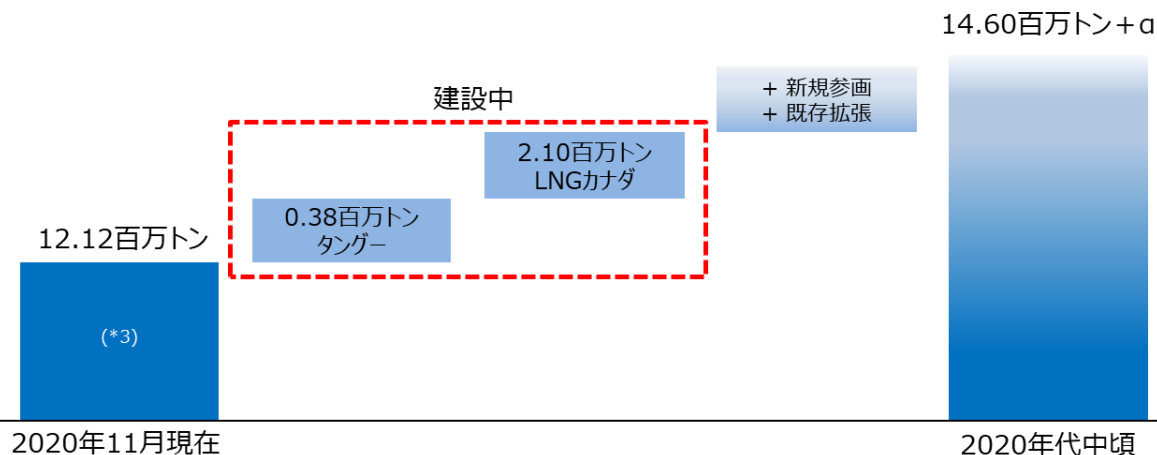 14.60百万トン+α
+ 新規参画
+ 既存拡張
建設中
2.10百万トン
LNGカナダ
0.38百万トン
タングー
12.12百万トン
(*3)
2020年11月現在
2020年代中頃